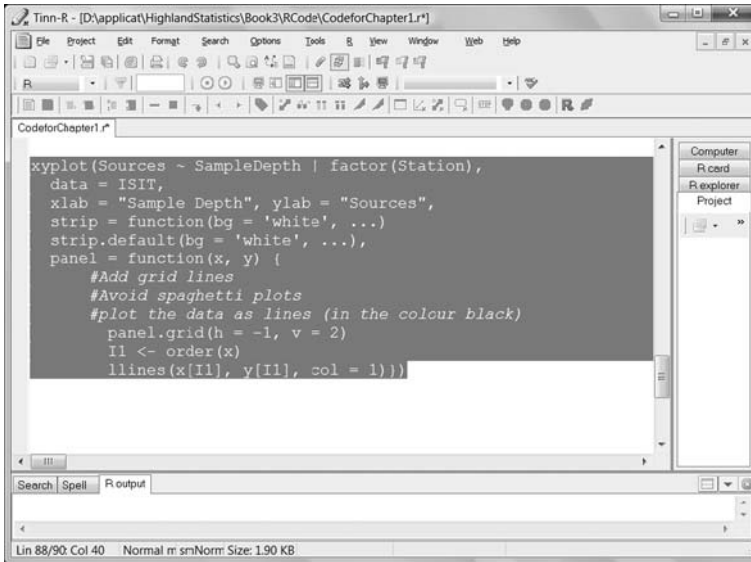 Tinn-R - [D:\applicat\HighlandStatistics\Book3\RCode\CodeforChapter1.r*]
File Project Edit Format Search Options Tools R View Window Web Help
R
CodeforChapter1.r*
xyplot(Sources ~ SampleDepth | factor(Station),
data = ISIT,
xlab = "Sample Depth", ylab = "Sources",
strip = function(bg = 'white', ...)
strip.default(bg = 'white', ...),
panel = function(x, y) {
#Add grid lines
#Avoid spaghetti plots
#plot the data as lines (in the colour black)
panel.grid(h = -1, v = 2)
I1 <- order(x)
llines(x[I1], y[I1], col = 1)})
Computer
R card
R explorer
Project
Search Spell R output
Lin 88/90: Col 40 Normal m smNorm Size: 1.90 KB